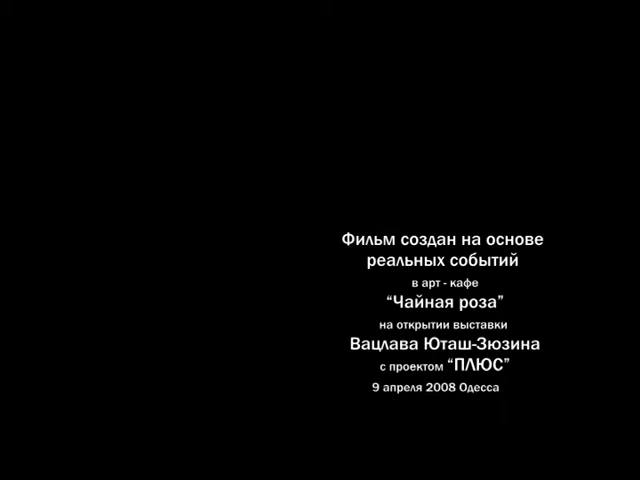 Фильм создан на основе
реальных событий
в арт - кафе
“Чайная роза”
на открытии выставки
Вацлава Юташ-Зюзина
с проектом “ПЛЮС”
9 апреля 2008 Одесса